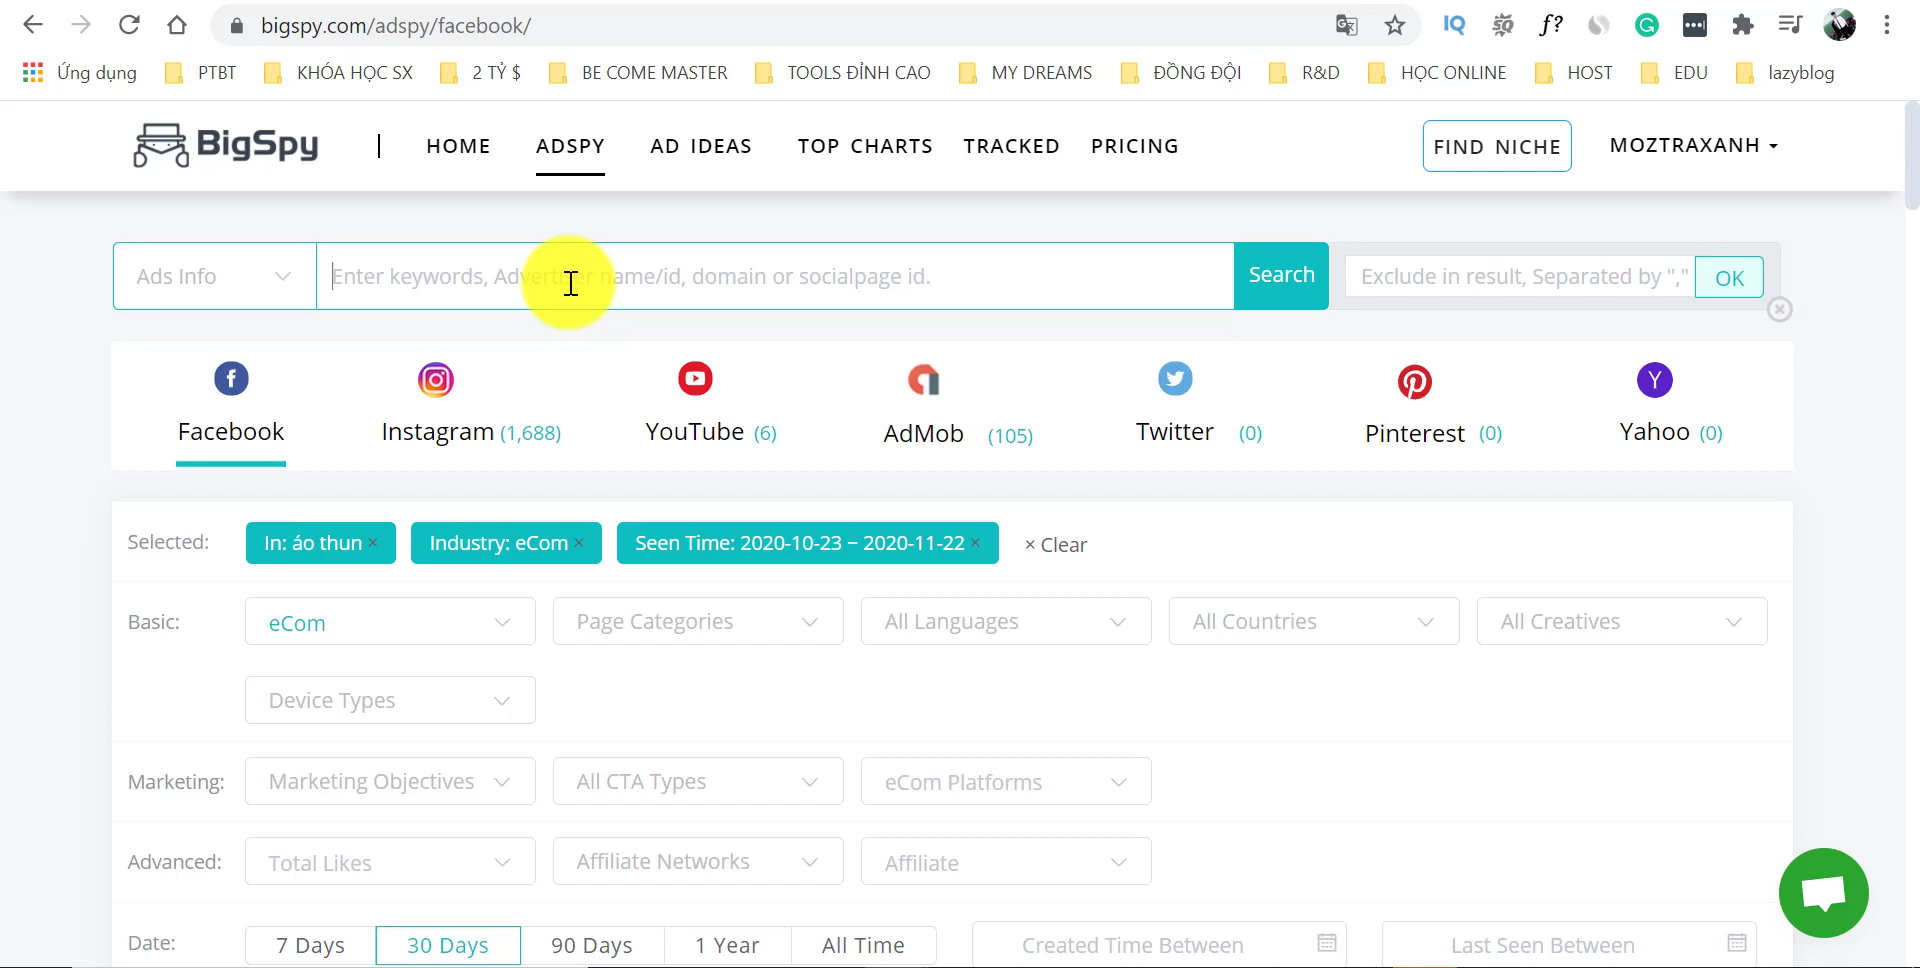 bigspy.com/adspy/facebook/
Ứng dụng PTBT KHÓA HỌC SX 2 TỶ $ BE COME MASTER TOOLS ĐỈNH CAO MY DREAMS ĐỒNG ĐỘI R&D HỌC ONLINE HOST EDU lazyblog
BigSpy | HOME ADSPY AD IDEAS TOP CHARTS TRACKED PRICING FIND NICHE MOZTRAXANH
Ads Info Enter keywords, Advertiser name/id, domain or socialpage id. Search Exclude in result, Separated by "," OK
Facebook Instagram (1,688) YouTube (6) AdMob (105) Twitter (0) Pinterest (0) Yahoo (0)
Selected: In: áo thun × Industry: eCom × Seen Time: 2020-10-23 ~ 2020-11-22 × × Clear
Basic: eCom Page Categories All Languages All Countries All Creatives
Device Types
Marketing: Marketing Objectives All CTA Types eCom Platforms
Advanced: Total Likes Affiliate Networks Affiliate
Date: 7 Days 30 Days 90 Days 1 Year All Time Created Time Between Last Seen Between